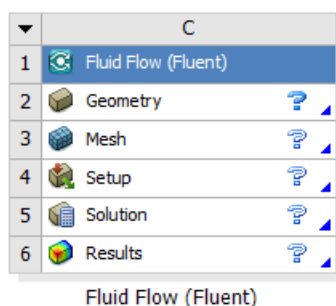 C
1 Fluid Flow (Fluent)
2 Geometry ?
3 Mesh ?
4 Setup ?
5 Solution ?
6 Results ?
Fluid Flow (Fluent)